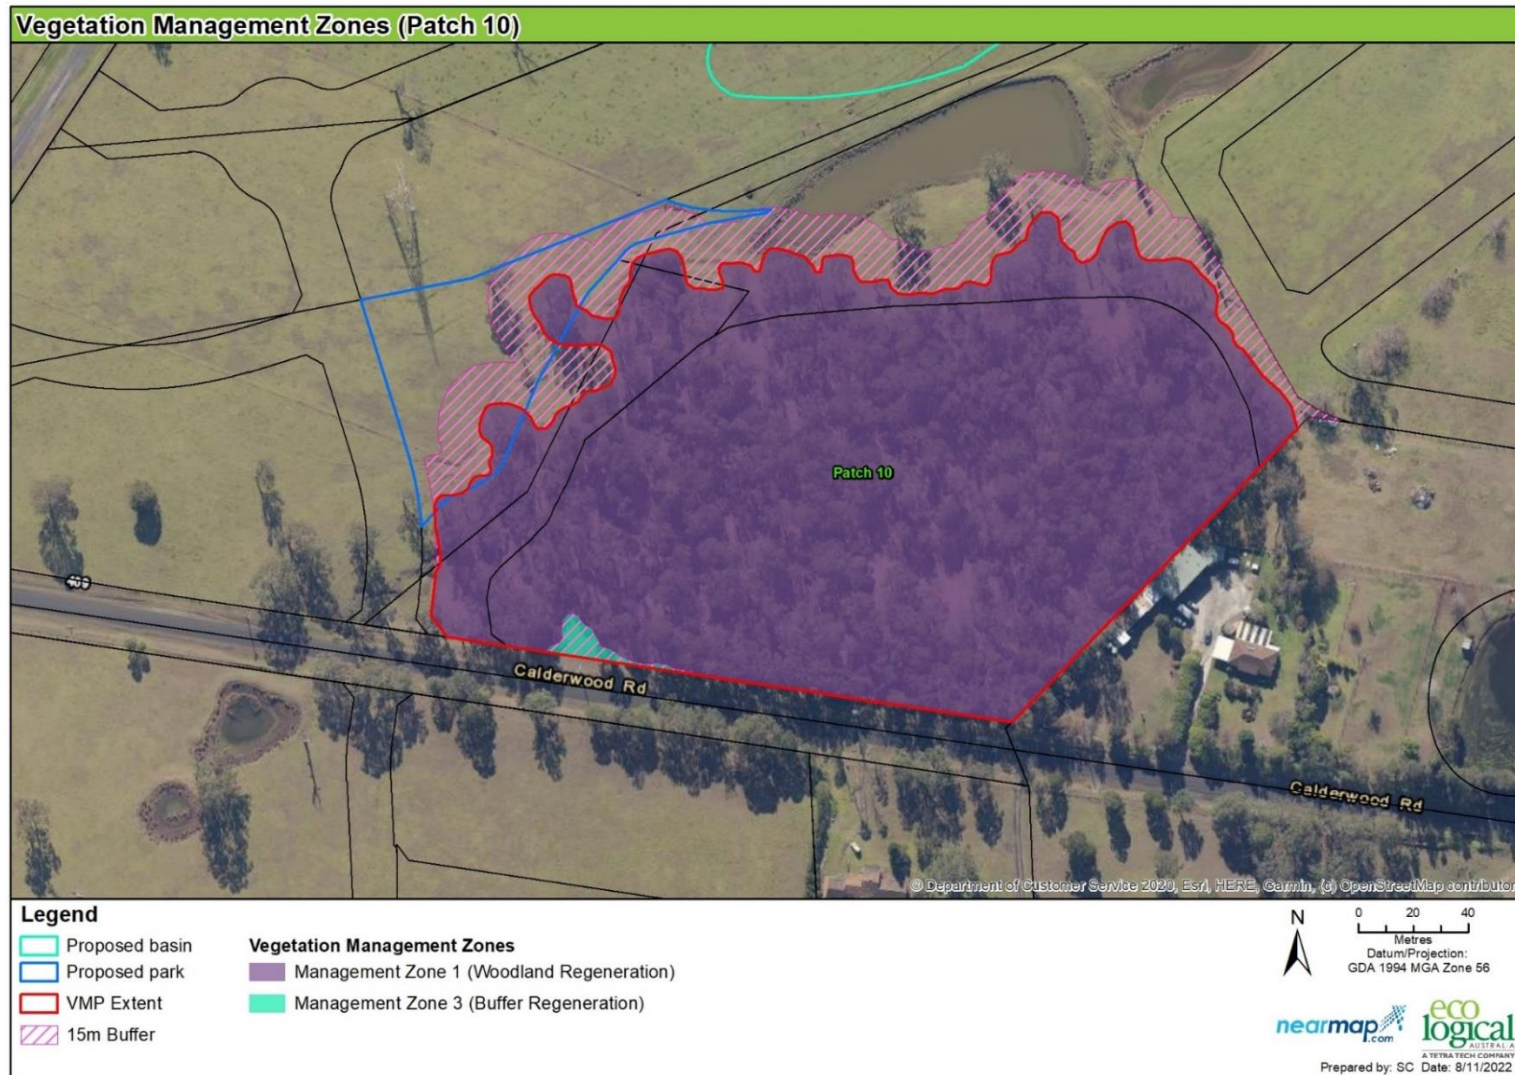 Vegetation Management Zones (Patch 10)
Patch 10
Calderwood Rd
Calderwood Rd
© Department of Customer Service 2020, Esri, HERE, Garmin, (c) OpenStreetMap contributor
Legend
Proposed basin
Proposed park
VMP Extent
15m Buffer
Vegetation Management Zones
Management Zone 1 (Woodland Regeneration)
Management Zone 3 (Buffer Regeneration)
N
0 20 40
Metres
Datum/Projection:
GDA 1994 MGA Zone 56
nearmap
.com
eco
logical
AUSTRALIA
A TETRA TECH COMPANY
Prepared by: SC Date: 8/11/2022